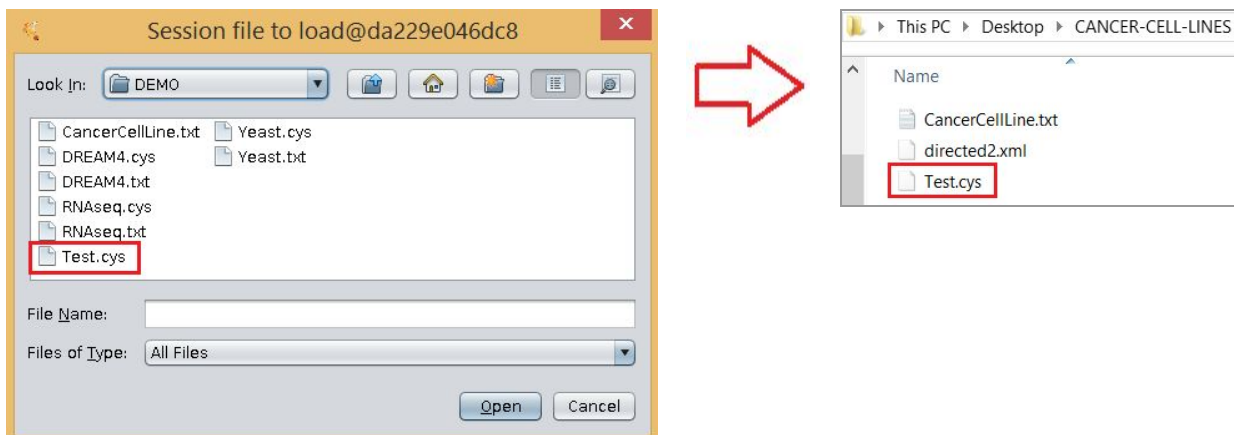 Session file to load@da229e046dc8
Look In: DEMO
CancerCellLine.txt Yeast.cys
DREAM4.cys Yeast.txt
DREAM4.txt
RNAseq.cys
RNAseq.txt
Test.cys
File Name:
Files of Type: All Files
Open Cancel
This PC Desktop CANCER-CELL-LINES
Name
CancerCellLine.txt
directed2.xml
Test.cys